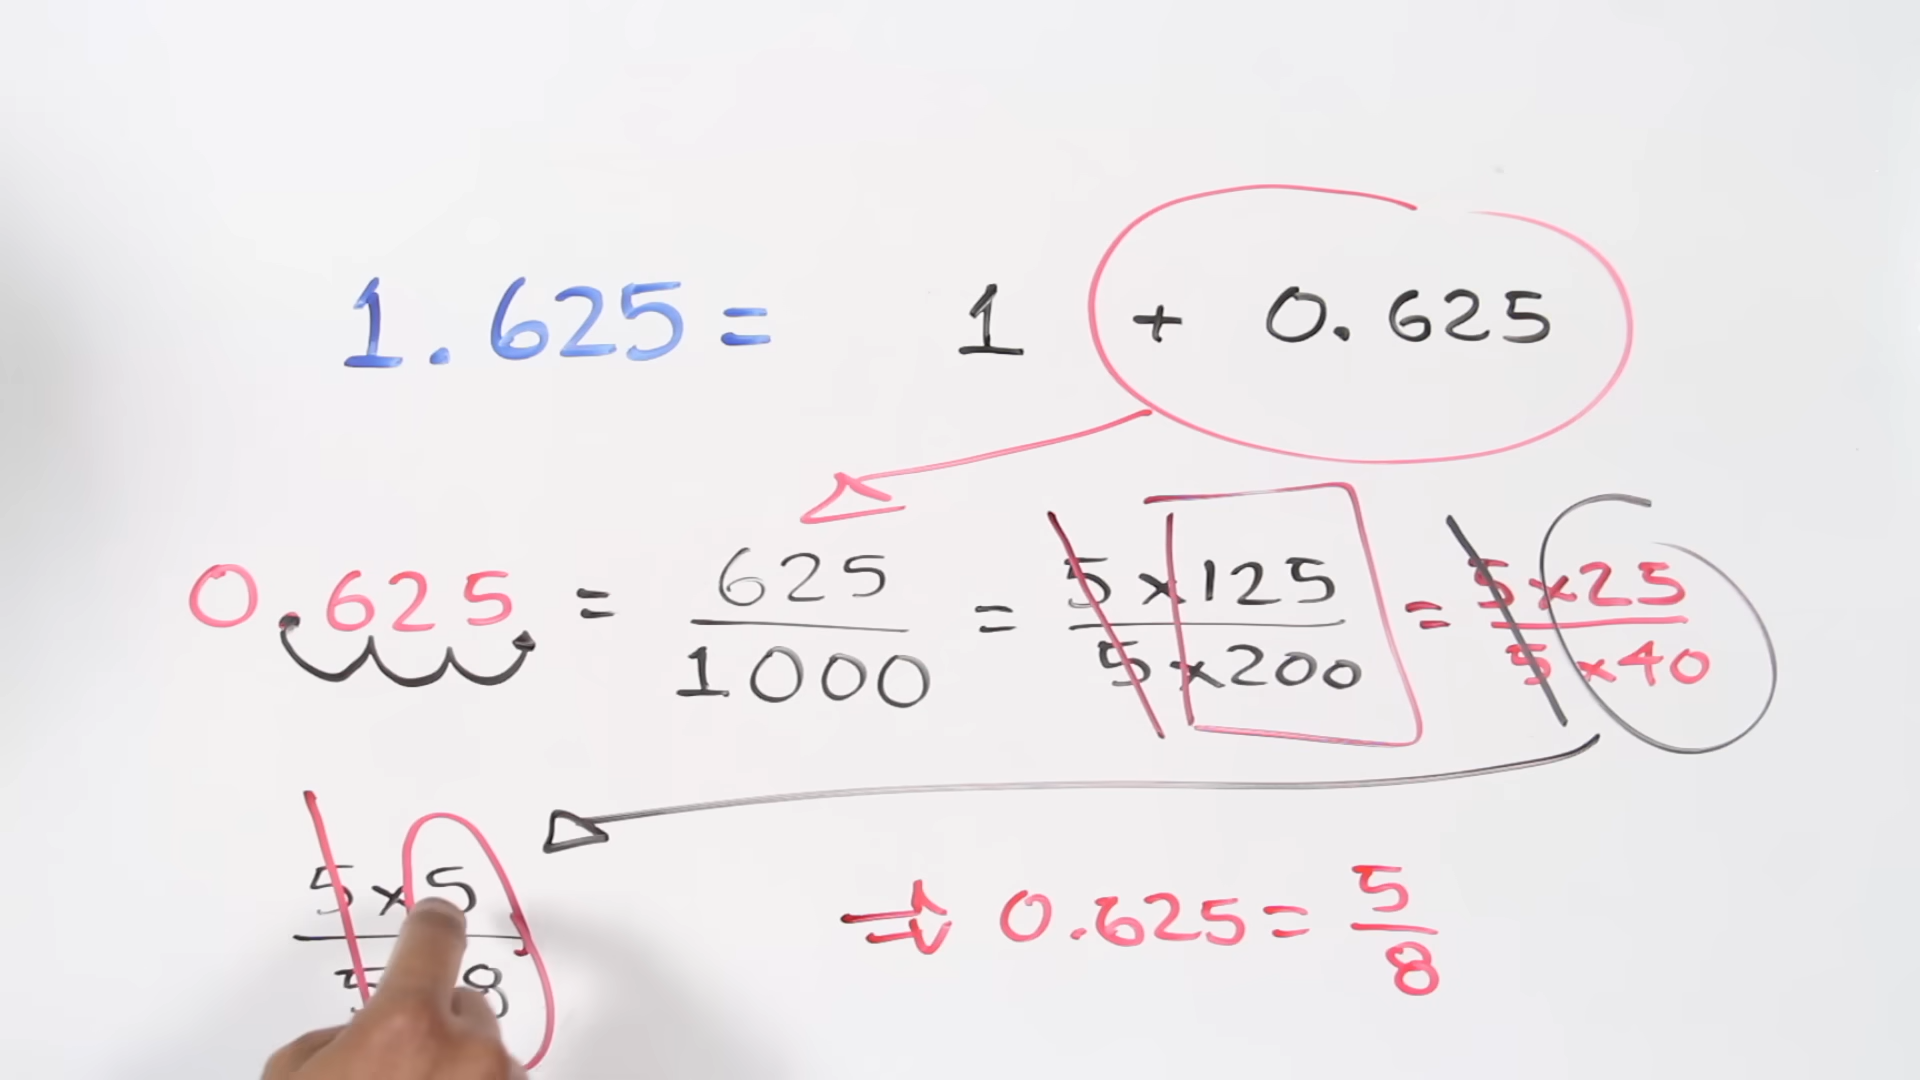 1.625 = 1 + 0.625
0.625 = 625/1000 = 5 x 125/5 x 200 = 5 x 25/5 x 40
5 x 5/5 8
⇒ 0.625 = 5/8